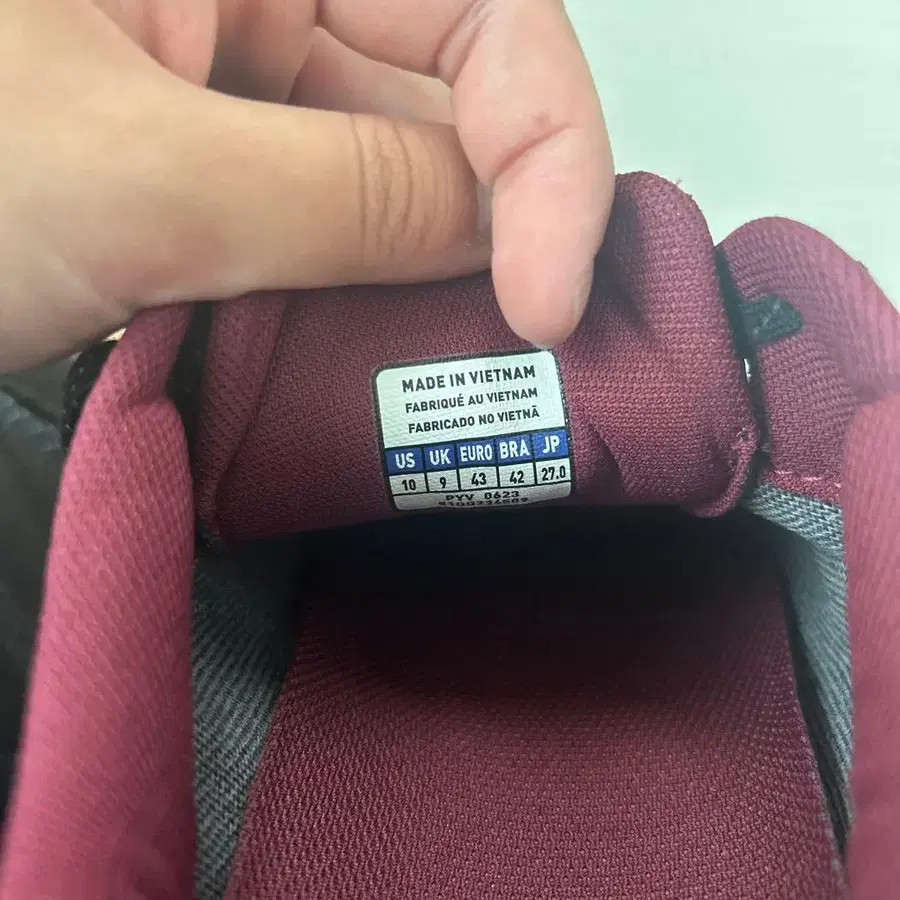 MADE IN VIETNAM
FABRIQUÉ AU VIETNAM
FABRICADO NO VIETNÃ
US UK EURO BRA JP
10 9 43 42 27.0
PYV 0623